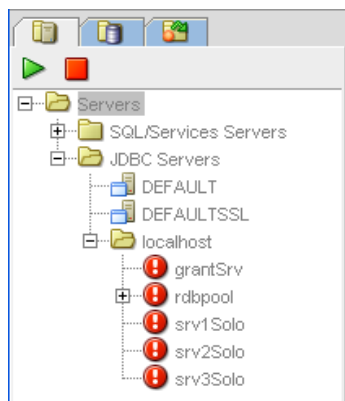 Servers
SQL/Services Servers
JDBC Servers
DEFAULT
DEFAULTSSL
localhost
grantSrv
rdbpool
srv1Solo
srv2Solo
srv3Solo